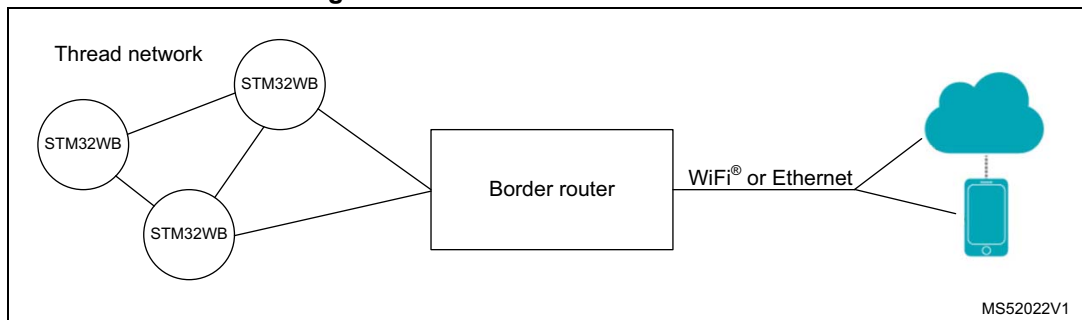 Thread network
STM32WB
STM32WB
STM32WB
Border router
WiFi® or Ethernet
MS52022V1